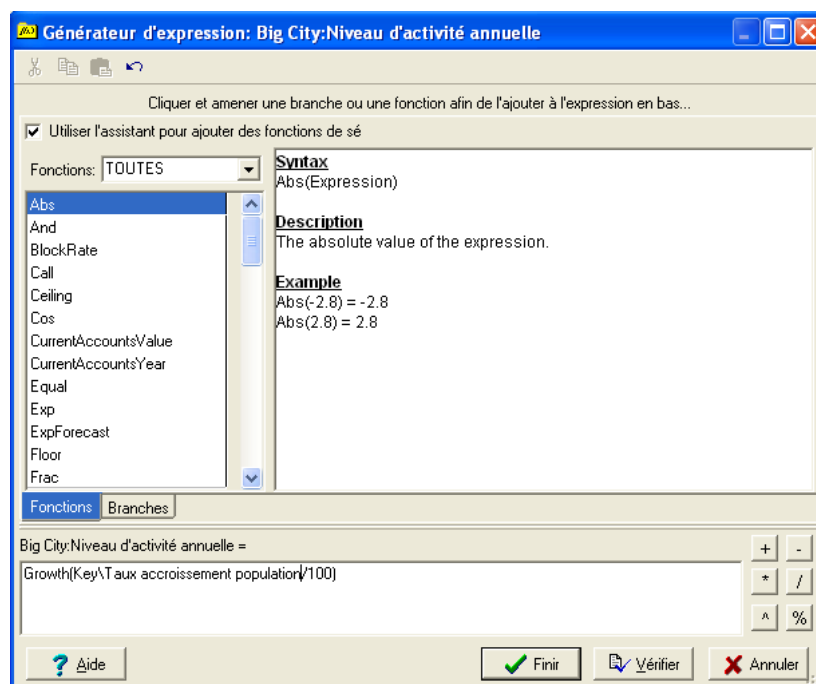 Générateur d'expression: Big City:Niveau d'activité annuelle
Cliquer et amener une branche ou une fonction afin de l'ajouter à l'expression en bas...
Utiliser l'assistant pour ajouter des fonctions de sé
Fonctions: TOUTES
Abs
And
BlockRate
Call
Ceiling
Cos
CurrentAccountsValue
CurrentAccountsYear
Equal
Exp
ExpForecast
Floor
Frac
Syntax
Abs(Expression)
Description
The absolute value of the expression.
Example
Abs(-2.8) = -2.8
Abs(2.8) = 2.8
Fonctions Branches
Big City:Niveau d'activité annuelle =
Growth(Key\Taux accroissement population/100)
+ -
* /
^ %
? Aide
Finir
Vérifier
Annuler